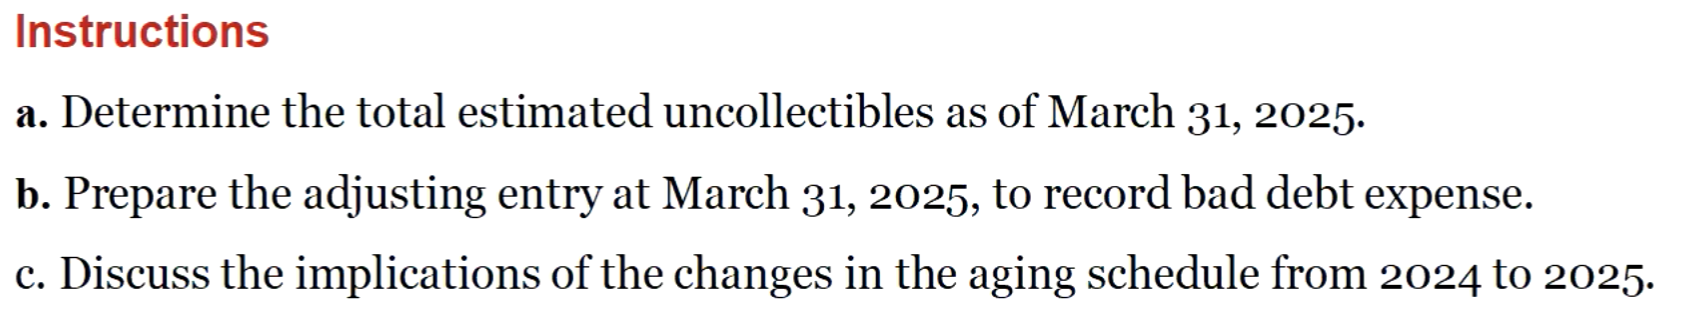 Instructions
a. Determine the total estimated uncollectibles as of March 31, 2025.
b. Prepare the adjusting entry at March 31, 2025, to record bad debt expense.
c. Discuss the implications of the changes in the aging schedule from 2024 to 2025.